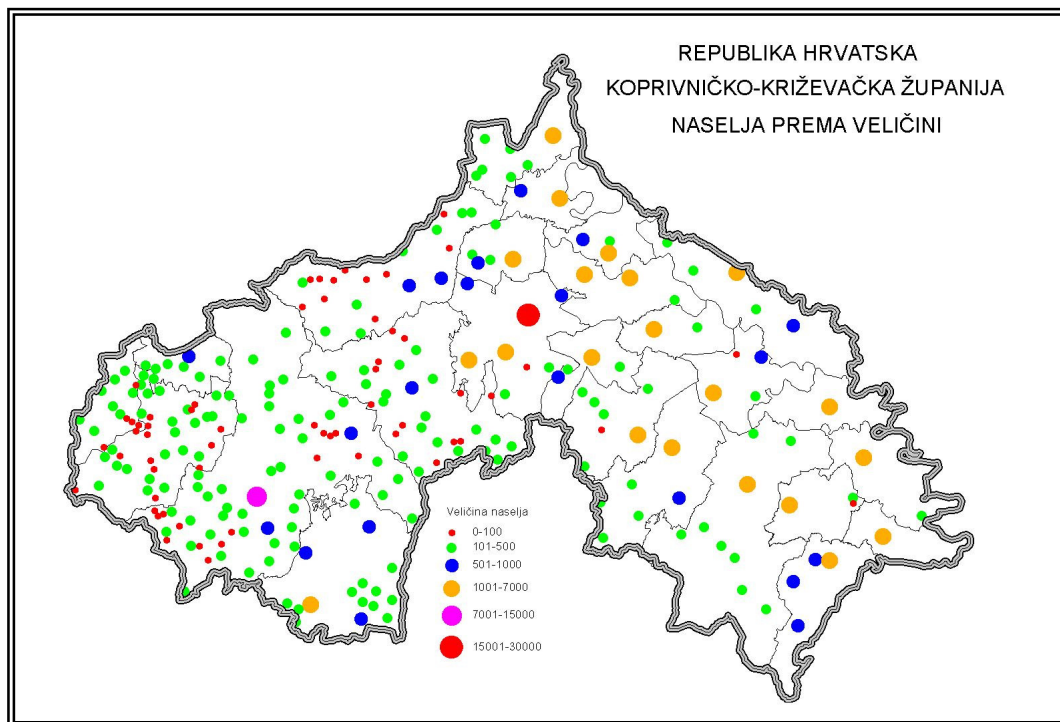 REPUBLIKA HRVATSKA
KOPRIVNIČKO-KRIŽEVAČKA ŽUPANIJA
NASELJA PREMA VELIČINI
Veličina naselja
0-100
101-500
501-1000
1001-7000
7001-15000
15001-30000